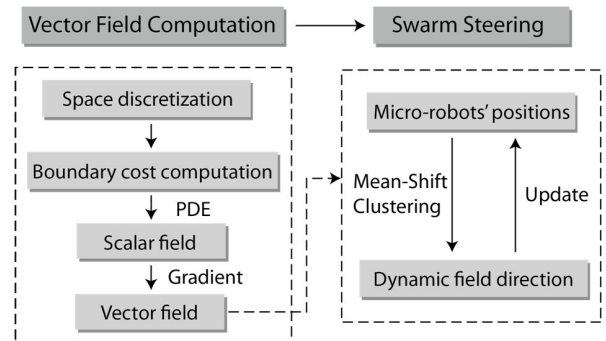 Vector Field Computation
Swarm Steering
Space discretization
Boundary cost computation
PDE
Scalar field
Gradient
Vector field
Micro-robots' positions
Mean-Shift
Clustering
Update
Dynamic field direction